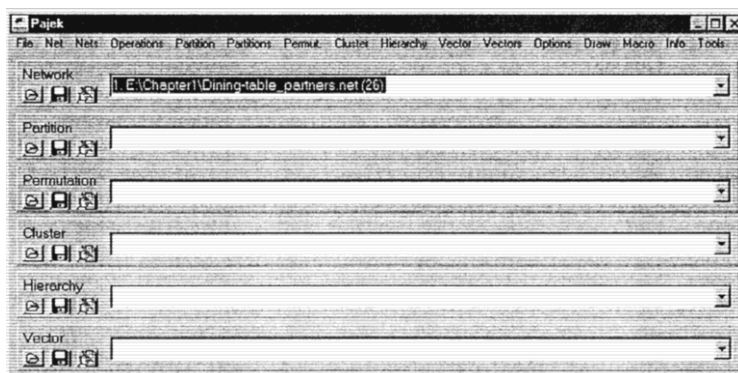 Pajek
File Net Nets Operations Partition Partitions Permut. Cluster Hierarchy Vector Vectors Options Draw Macro Info Tools
Network
1. E:\Chapter1\Dining-table_partners.net (26)
Partition
Permutation
Cluster
Hierarchy
Vector